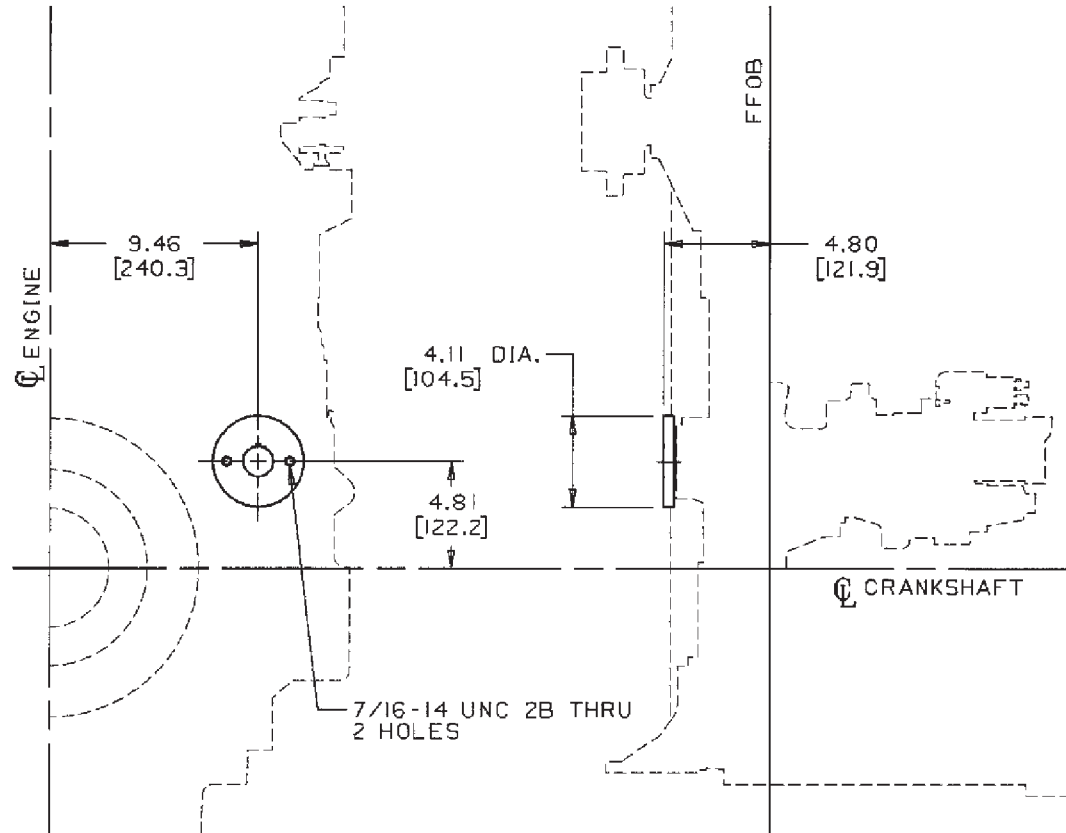 FFOB
9.46
[240.3]
4.80
[121.9]
℄ ENGINE
4.11 DIA.
[104.5]
4.81
[122.2]
℄ CRANKSHAFT
7/16-14 UNC 2B THRU
2 HOLES